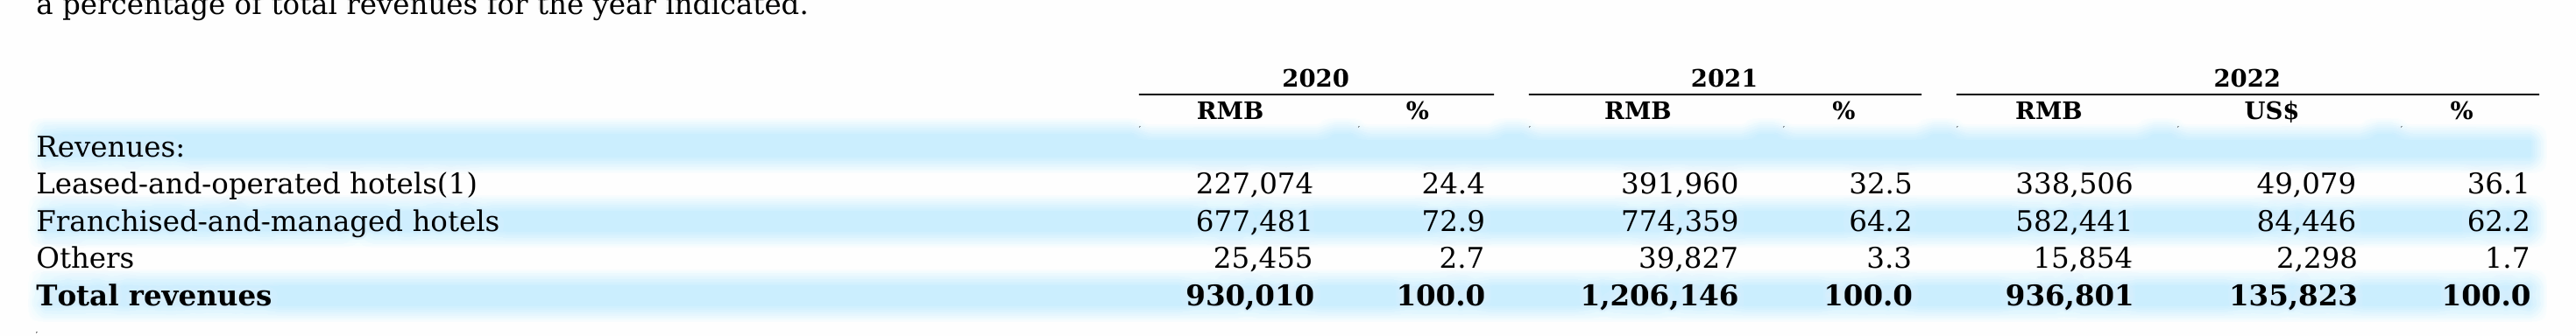 a percentage of total revenues for the year indicated.
2020 2021 2022
RMB % RMB % RMB US$ %
Revenues:
Leased-and-operated hotels(1) 227,074 24.4 391,960 32.5 338,506 49,079 36.1
Franchised-and-managed hotels 677,481 72.9 774,359 64.2 582,441 84,446 62.2
Others 25,455 2.7 39,827 3.3 15,854 2,298 1.7
Total revenues 930,010 100.0 1,206,146 100.0 936,801 135,823 100.0